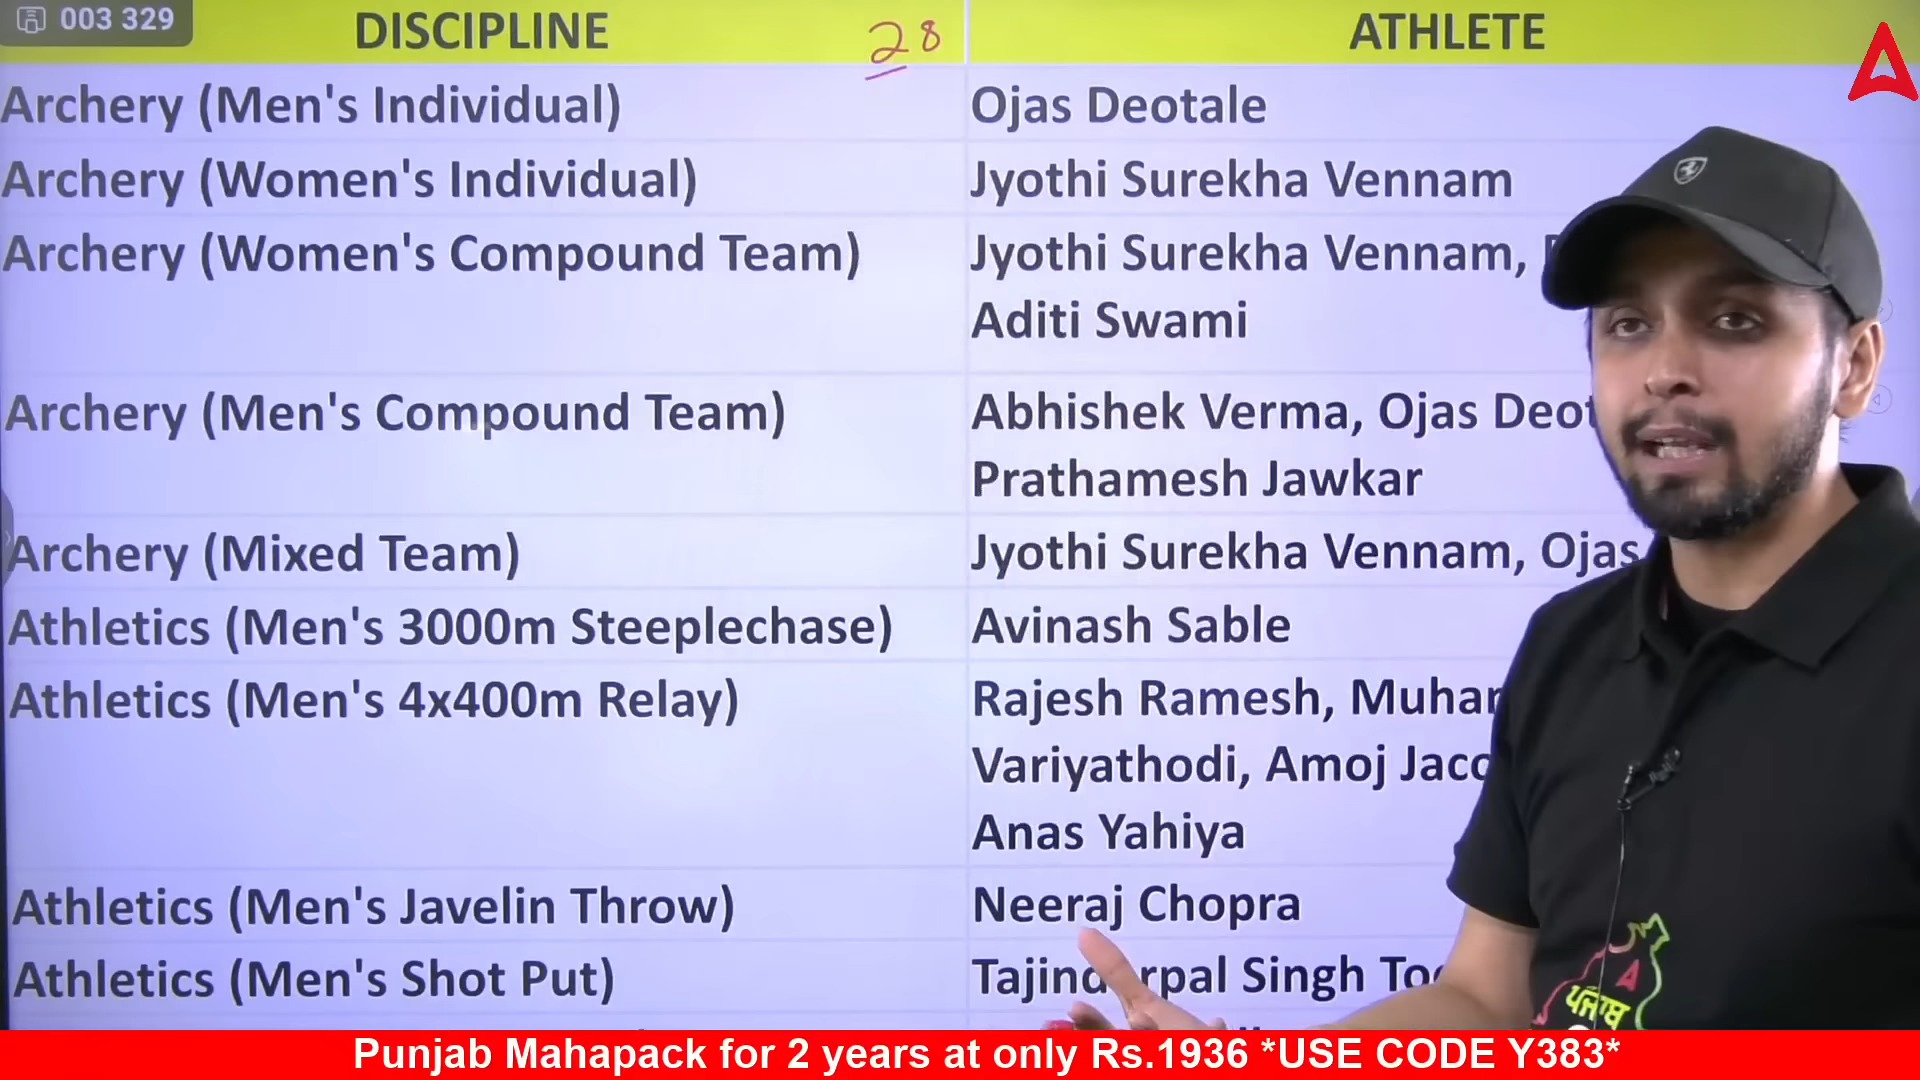 003 329
DISCIPLINE
28
ATHLETE
Archery (Men's Individual)
Ojas Deotale
Archery (Women's Individual)
Jyothi Surekha Vennam
Archery (Women's Compound Team)
Jyothi Surekha Vennam,
Aditi Swami
Archery (Men's Compound Team)
Abhishek Verma, Ojas
Prathamesh Jawkar
Archery (Mixed Team)
Jyothi Surekha Vennam, Ojas
Athletics (Men's 3000m Steeplechase)
Avinash Sable
Athletics (Men's 4x400m Relay)
Rajesh Ramesh,
Variyathodi, Amoj
Anas Yahiya
Athletics (Men's Javelin Throw)
Neeraj Chopra
Athletics (Men's Shot Put)
Singh
ਪੰਜਾਬ
Punjab Mahapack for 2 years at only Rs.1936 *USE CODE Y383*